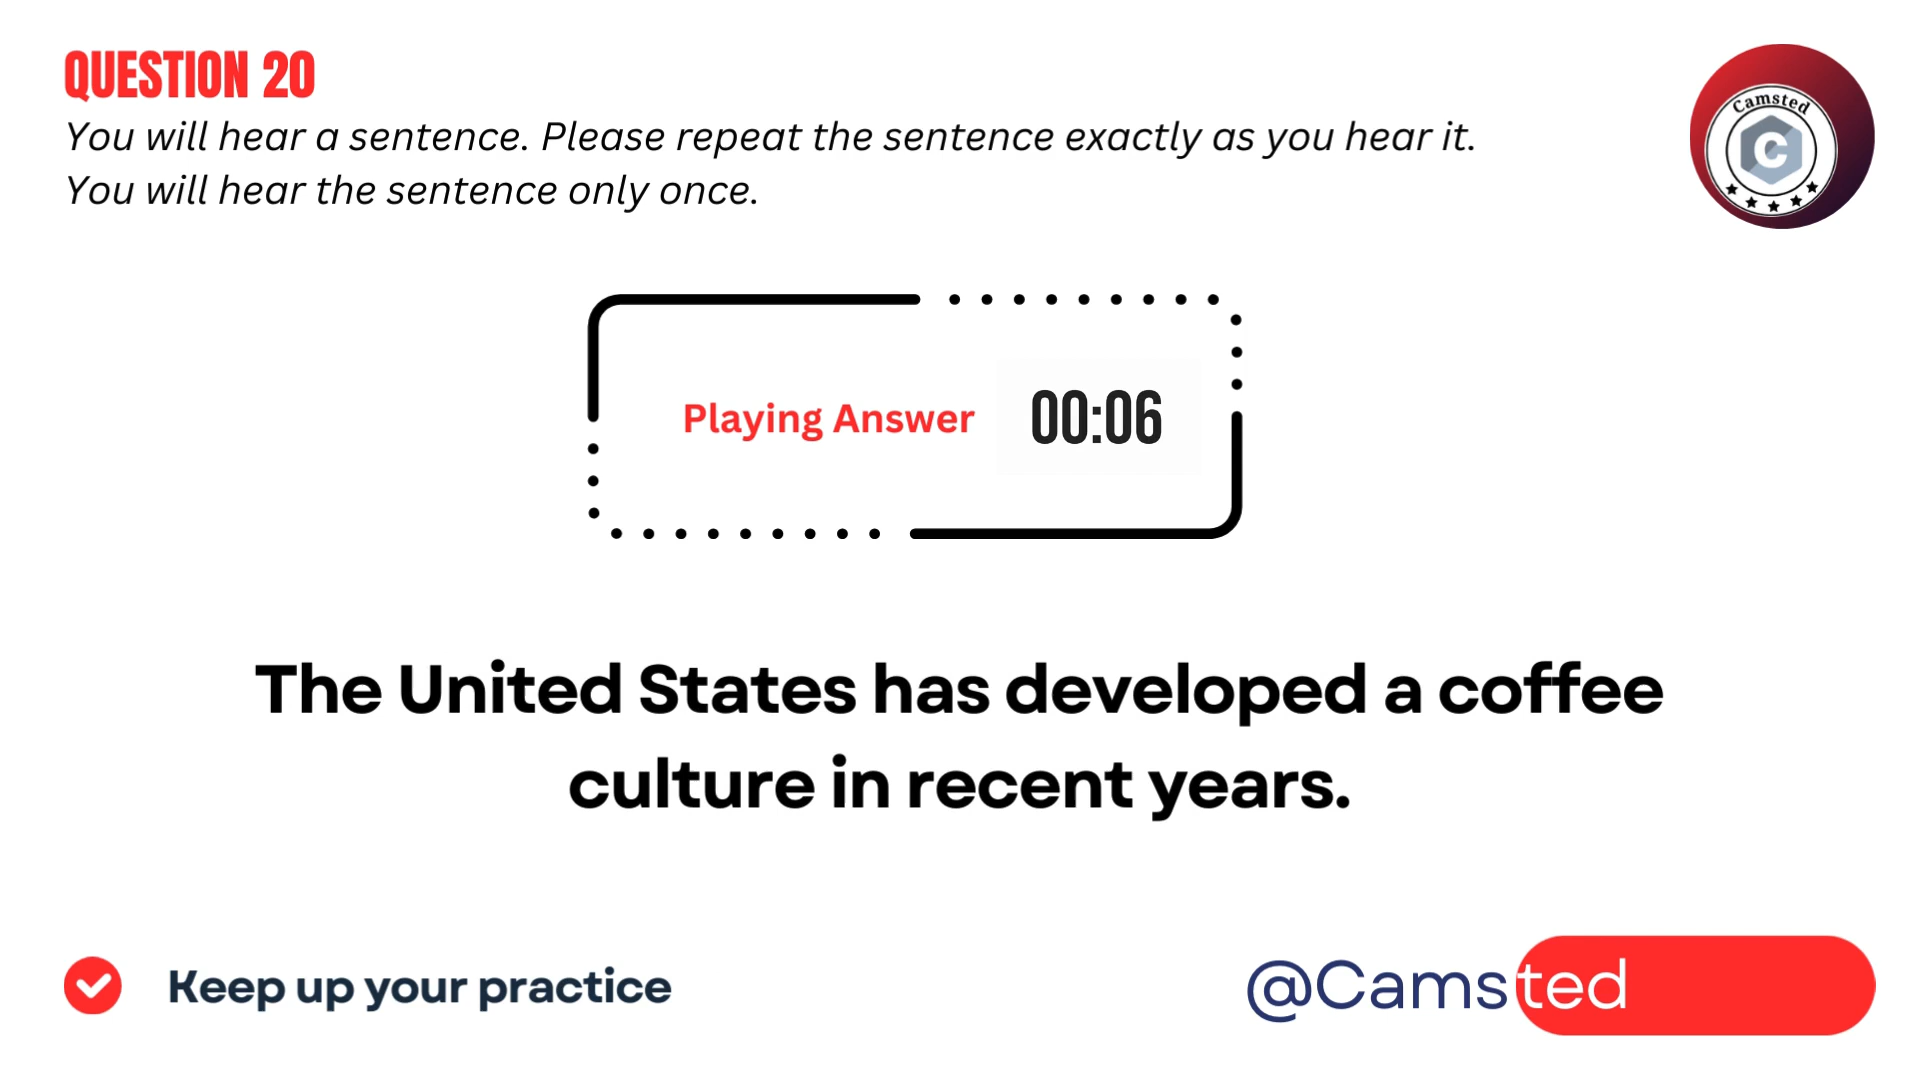 QUESTION 20
You will hear a sentence. Please repeat the sentence exactly as you hear it.
You will hear the sentence only once.
Camsted
C
Playing Answer 00:06
The United States has developed a coffee
culture in recent years.
Keep up your practice
@Camsted